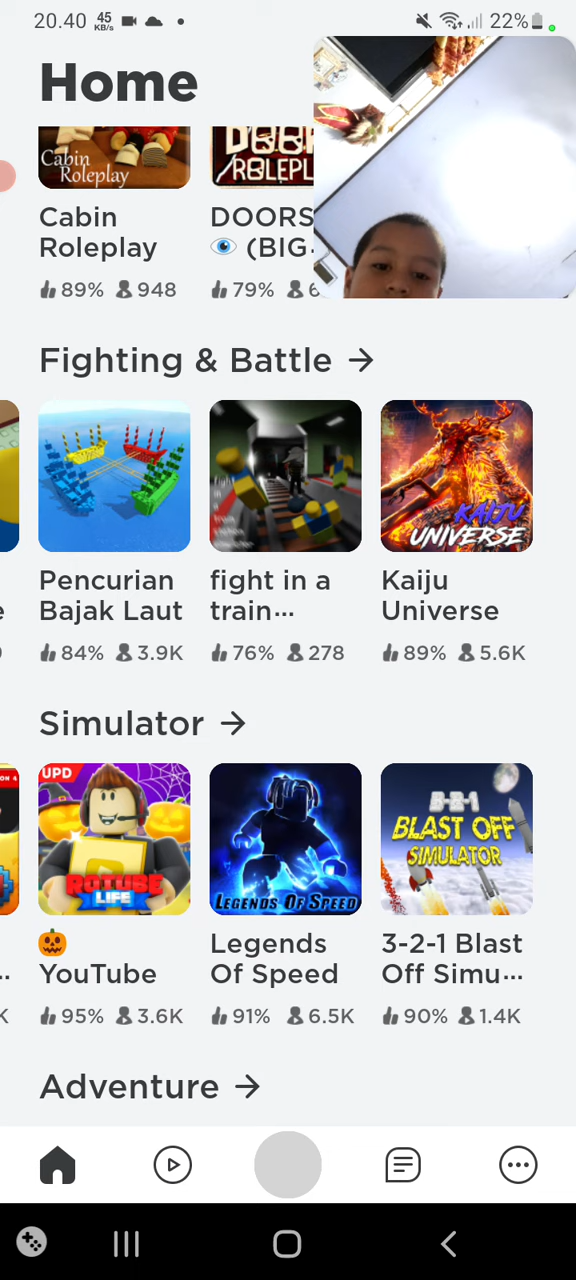 20.40 45 KB/s 22%
Home
Cabin
Roleplay
DOORS
ROLEPL
Cabin
Roleplay
DOORS
(BIG
89% 948
79% 6
Fighting & Battle →
KAIJU
UNIVERSE
Pencurian
Bajak Laut
fight in a
train...
Kaiju
Universe
84% 3.9K
76% 278
89% 5.6K
Simulator →
UPD
ROTUBE
LIFE
LEGENDS OF SPEED
3-2-1
BLAST OFF
SIMULATOR
🎃
YouTube
Legends
Of Speed
3-2-1 Blast
Off Simu...
K
95% 3.6K
91% 6.5K
90% 1.4K
Adventure →